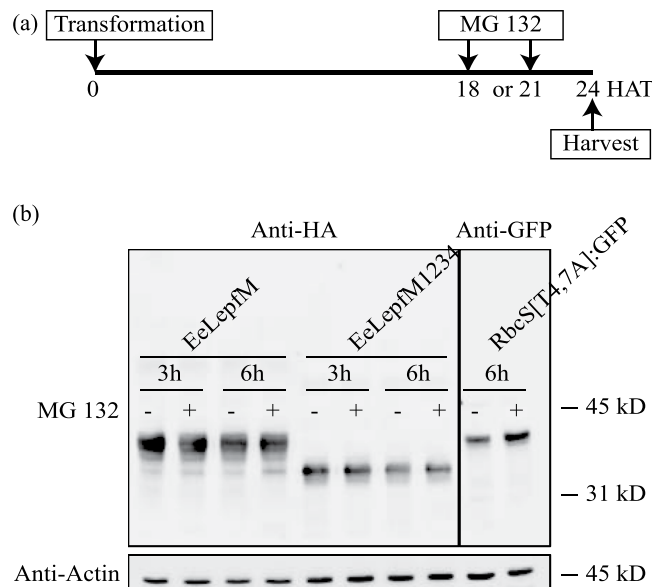 (a)
Transformation
MG 132
0
18 or 21
24 HAT
Harvest
(b)
Anti-HA
Anti-GFP
EeLepfM
EeLepfM1234
RbcS[T4,7A]:GFP
3h 6h 3h 6h 6h
MG 132 - + - + - + - + - +
45 kD
31 kD
Anti-Actin
45 kD